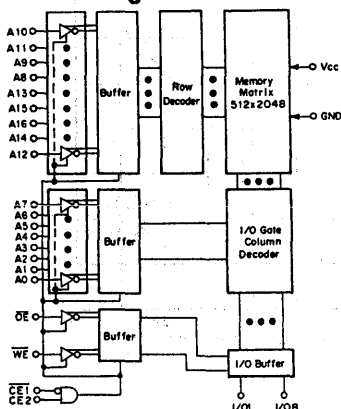 A10
A11
A9
A8
A13
A15
A16
A14
A12
Buffer
Row
Decoder
Memory
Matrix
512x2048
Vcc
GND
A7
A6
A5
A4
A3
A2
A1
A0
Buffer
I/O Gate
Column
Decoder
OE
WE
Buffer
I/O Buffer
CE1
CE2
I/O1 I/O8